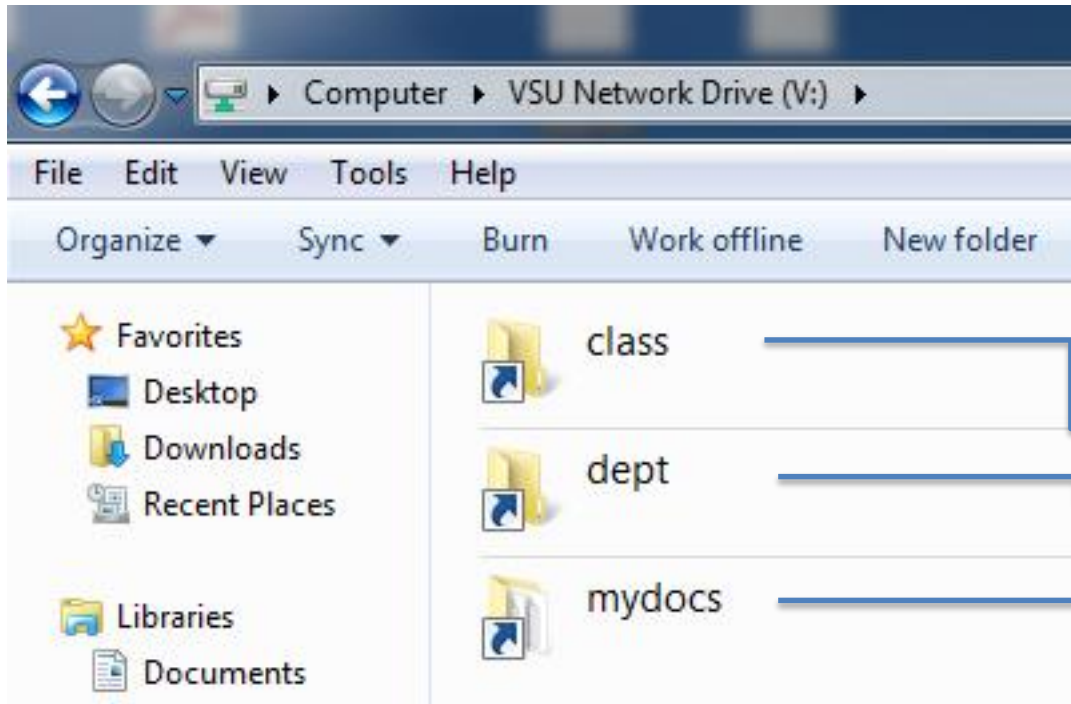 Computer VSU Network Drive (V:)
File Edit View Tools Help
Organize Sync Burn Work offline New folder
Favorites
Desktop
Downloads
Recent Places
Libraries
Documents
class
dept
mydocs